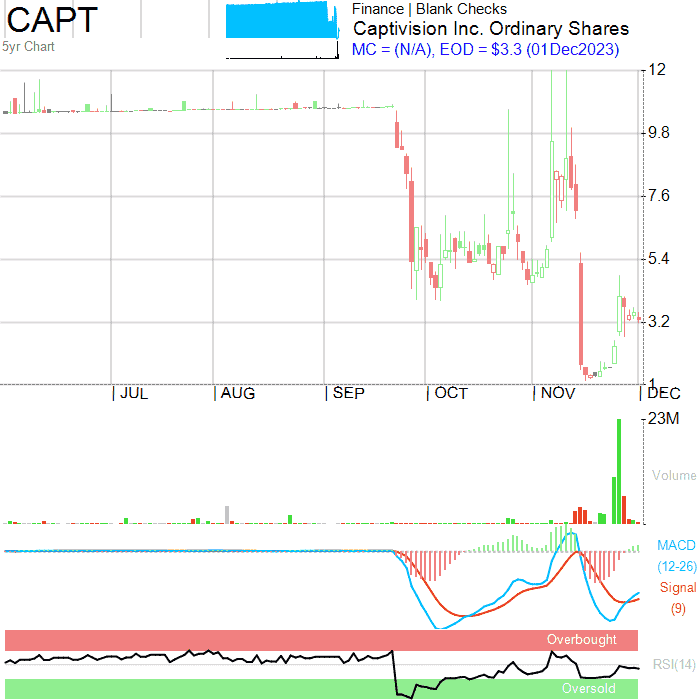 CAPT
5yr Chart
Finance | Blank Checks
Captivision Inc. Ordinary Shares
MC = (N/A), EOD = $3.3 (01Dec2023)
12
9.8
7.6
5.4
3.2
1
JUL
AUG
SEP
OCT
NOV
DEC
23M
Volume
MACD
(12-26)
Signal
(9)
Overbought
RSI(14)
Oversold